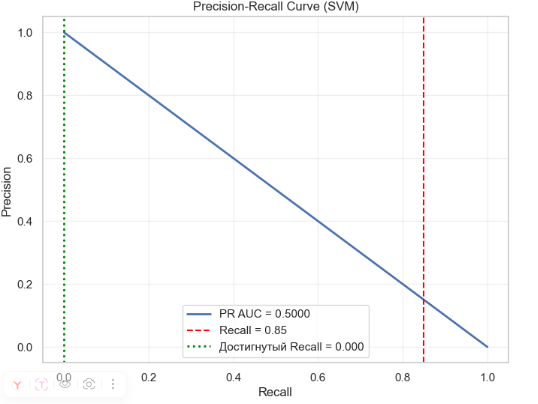 Precision-Recall Curve (SVM)
1.0
0.8
0.6
0.4
0.2
0.0
Precision
PR AUC = 0.5000
Recall = 0.85
Достигнутый Recall = 0.000
0.0 0.2 0.4 0.6 0.8 1.0
Recall
Y
T